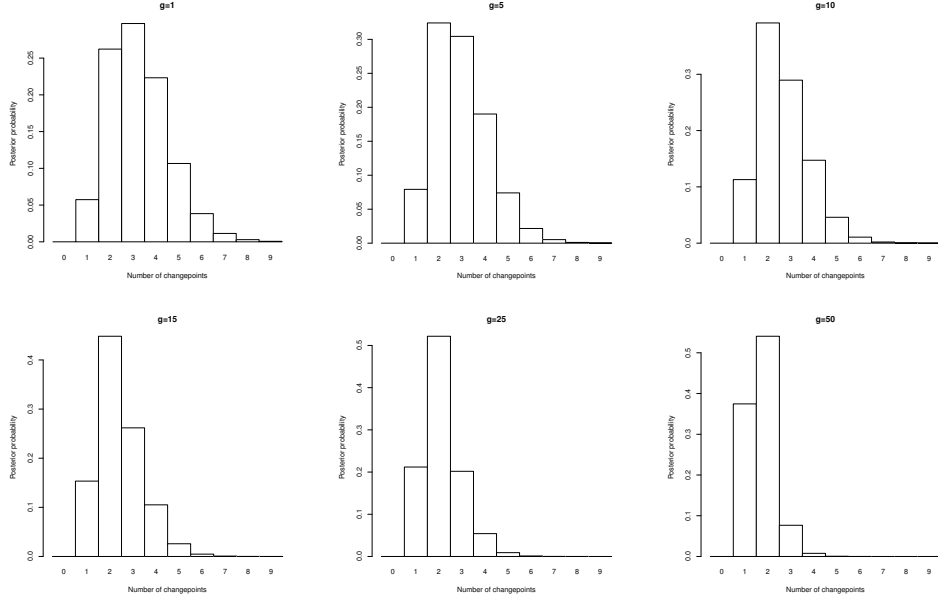 g=1
Posterior probability
0.00 0.05 0.10 0.15 0.20 0.25
0 1 2 3 4 5 6 7 8 9
Number of changepoints
g=5
Posterior probability
0.00 0.05 0.10 0.15 0.20 0.25 0.30
0 1 2 3 4 5 6 7 8 9
Number of changepoints
g=10
Posterior probability
0.0 0.1 0.2 0.3
0 1 2 3 4 5 6 7 8 9
Number of changepoints
g=15
Posterior probability
0.0 0.1 0.2 0.3 0.4
0 1 2 3 4 5 6 7 8 9
Number of changepoints
g=25
Posterior probability
0.0 0.1 0.2 0.3 0.4 0.5
0 1 2 3 4 5 6 7 8 9
Number of changepoints
g=50
Posterior probability
0.0 0.1 0.2 0.3 0.4 0.5
0 1 2 3 4 5 6 7 8 9
Number of changepoints